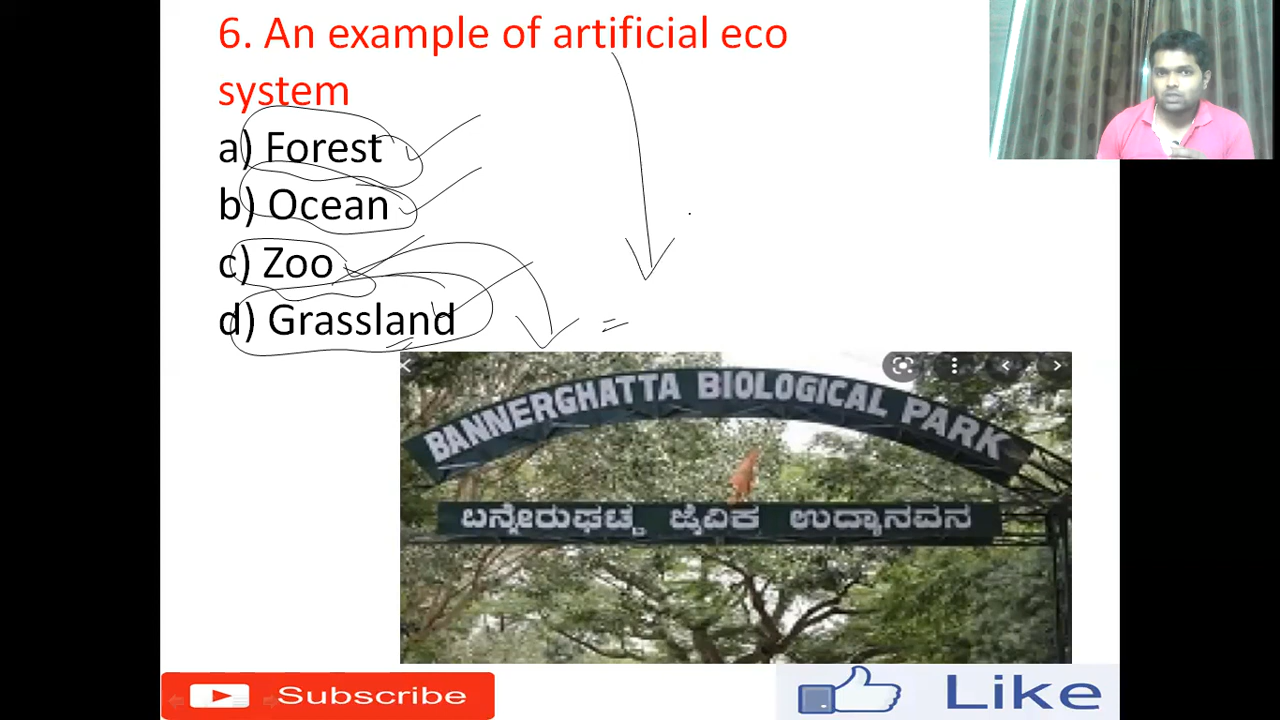 6. An example of artificial eco
system
a) Forest
b) Ocean
c) Zoo
d) Grassland
BANNERGHATTA BIOLOGICAL PARK
ಬನ್ನೇರುಘಟ್ಟ ಜೈವಿಕ ಉದ್ಯಾನವನ
Subscribe
Like